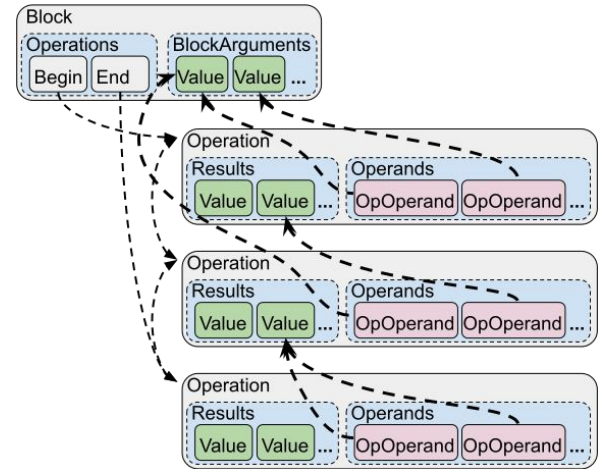 Block
Operations BlockArguments
Begin End Value Value ...
Operation
Results Operands
Value Value ... OpOperand OpOperand ...
Operation
Results Operands
Value Value ... OpOperand OpOperand ...
Operation
Results Operands
Value Value ... OpOperand OpOperand ...